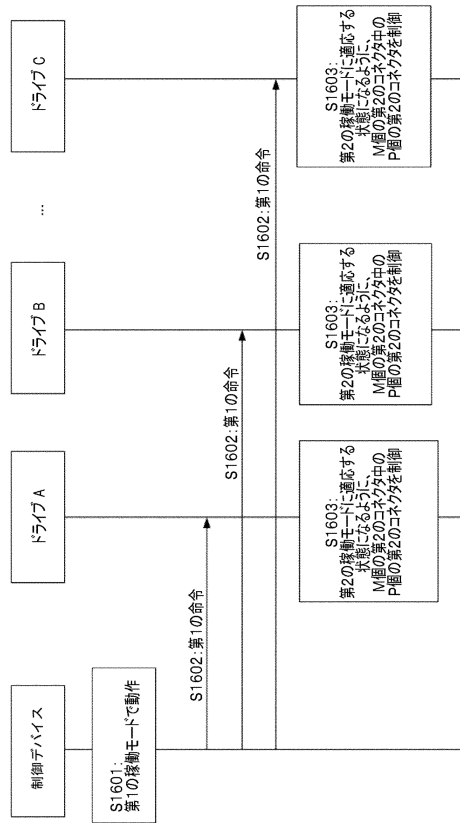 制御デバイス
ドライブ A
ドライブ B
...
ドライブ C
S1601:
第1の稼働モードで動作
S1602:第1の命令
S1602:第1の命令
S1602:第1の命令
S1603:
第2の稼働モードに適応する
状態になるように、
M個の第2のコネクタ中の
P個の第2のコネクタを制御
S1603:
第2の稼働モードに適応する
状態になるように、
M個の第2のコネクタ中の
P個の第2のコネクタを制御
S1603:
第2の稼働モードに適応する
状態になるように、
M個の第2のコネクタ中の
P個の第2のコネクタを制御